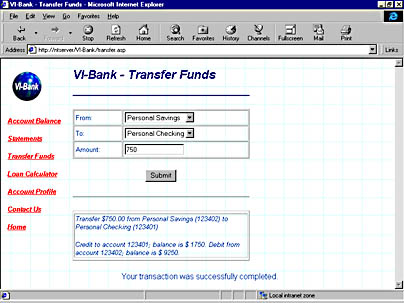 VI-Bank - Transfer Funds - Microsoft Internet Explorer
File Edit View Go Favorites Help
Back Forward Stop Refresh Home Search Favorites History Channels Fullscreen Mail Print
Address http://ntserver/VI-Bank/transfer.asp Links
VI-Bank
VI-Bank - Transfer Funds
Account Balance
Statements
Transfer Funds
Loan Calculator
Account Profile
Contact Us
Home
From: Personal Savings
To: Personal Checking
Amount: 750
Submit
Transfer $750.00 from Personal Savings (123402) to
Personal Checking (123401)
Credit to account 123401; balance is $ 1750. Debit from
account 123402; balance is $ 9250.
Your transaction was successfully completed.
Local intranet zone